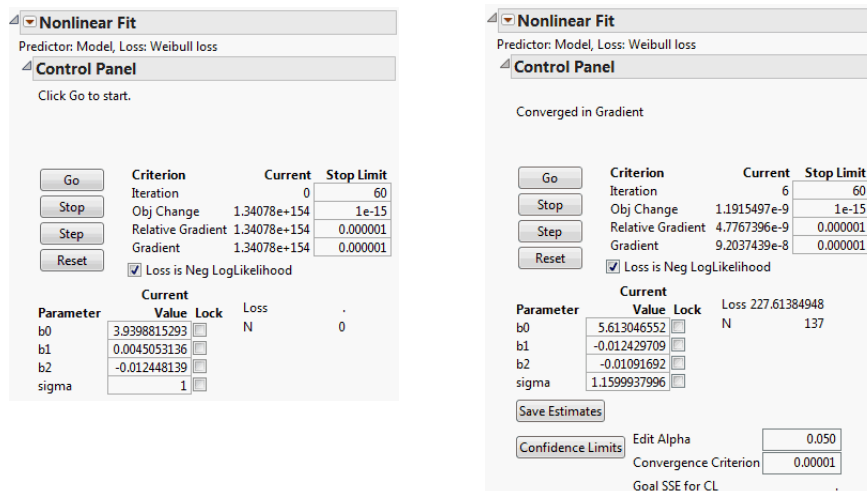 Nonlinear Fit
Predictor: Model, Loss: Weibull loss
Control Panel
Click Go to start.
Go
Stop
Step
Reset
Criterion Current Stop Limit
Iteration 0 60
Obj Change 1.34078e+154 1e-15
Relative Gradient 1.34078e+154 0.000001
Gradient 1.34078e+154 0.000001
Loss is Neg LogLikelihood
Current
Parameter Value Lock
b0 3.9398815293
b1 0.0045053136
b2 -0.012448139
sigma 1
Loss .
N 0
Nonlinear Fit
Predictor: Model, Loss: Weibull loss
Control Panel
Converged in Gradient
Go
Stop
Step
Reset
Criterion Current Stop Limit
Iteration 6 60
Obj Change 1.1915497e-9 1e-15
Relative Gradient 4.7767396e-9 0.000001
Gradient 9.2037439e-8 0.000001
Loss is Neg LogLikelihood
Current
Parameter Value Lock
b0 5.613046552
b1 -0.012429709
b2 -0.01091692
sigma 1.1599937996
Loss 227.61384948
N 137
Save Estimates
Confidence Limits
Edit Alpha 0.050
Convergence Criterion 0.00001
Goal SSE for CL .